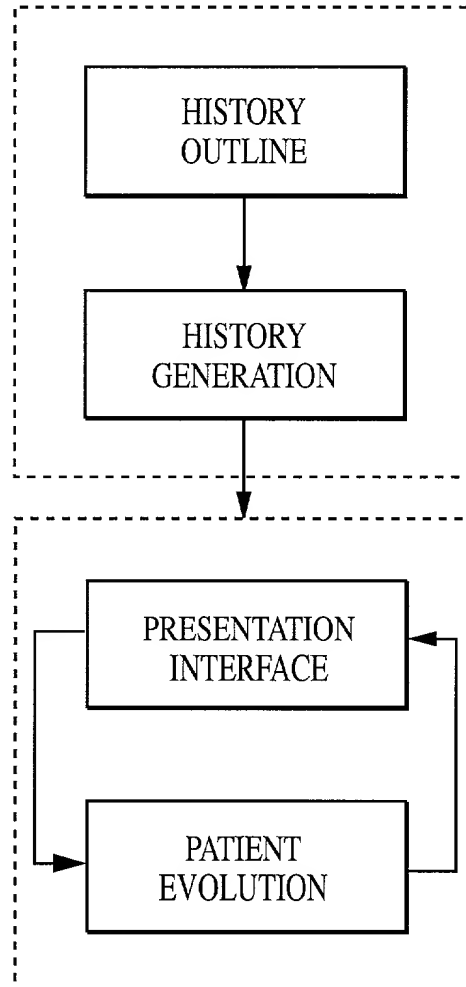 HISTORY
OUTLINE
HISTORY
GENERATION
PRESENTATION
INTERFACE
PATIENT
EVOLUTION